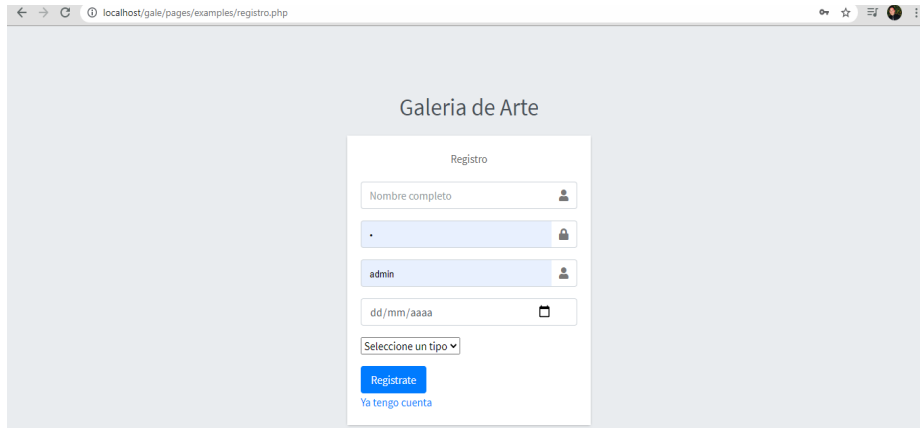 localhost/gale/pages/examples/registro.php
Galeria de Arte
Registro
Nombre completo
•
admin
dd/mm/aaaa
Seleccione un tipo
Registrate
Ya tengo cuenta